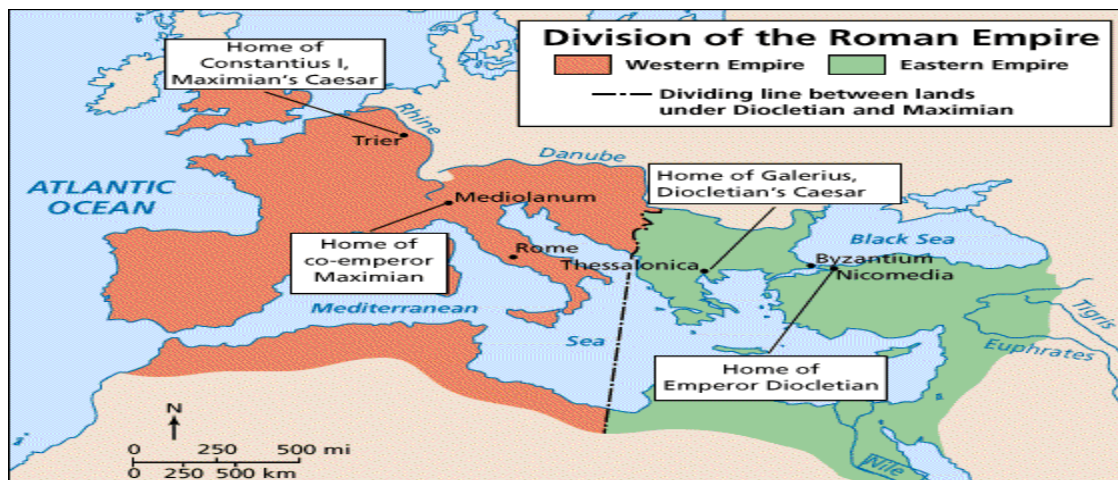 Division of the Roman Empire
Western Empire
Eastern Empire
Dividing line between lands
under Diocletian and Maximian
Home of
Constantius I,
Maximian's Caesar
Rhine
Trier
Danube
Home of Galerius,
Diocletian's Caesar
ATLANTIC
OCEAN
Mediolanum
Home of
co-emperor
Maximian
Rome
Thessalonica
Black Sea
Byzantium
Nicomedia
Mediterranean
Sea
Tigris
Euphrates
Home of
Emperor Diocletian
Nile
N
0 250 500 mi
0 250 500 km